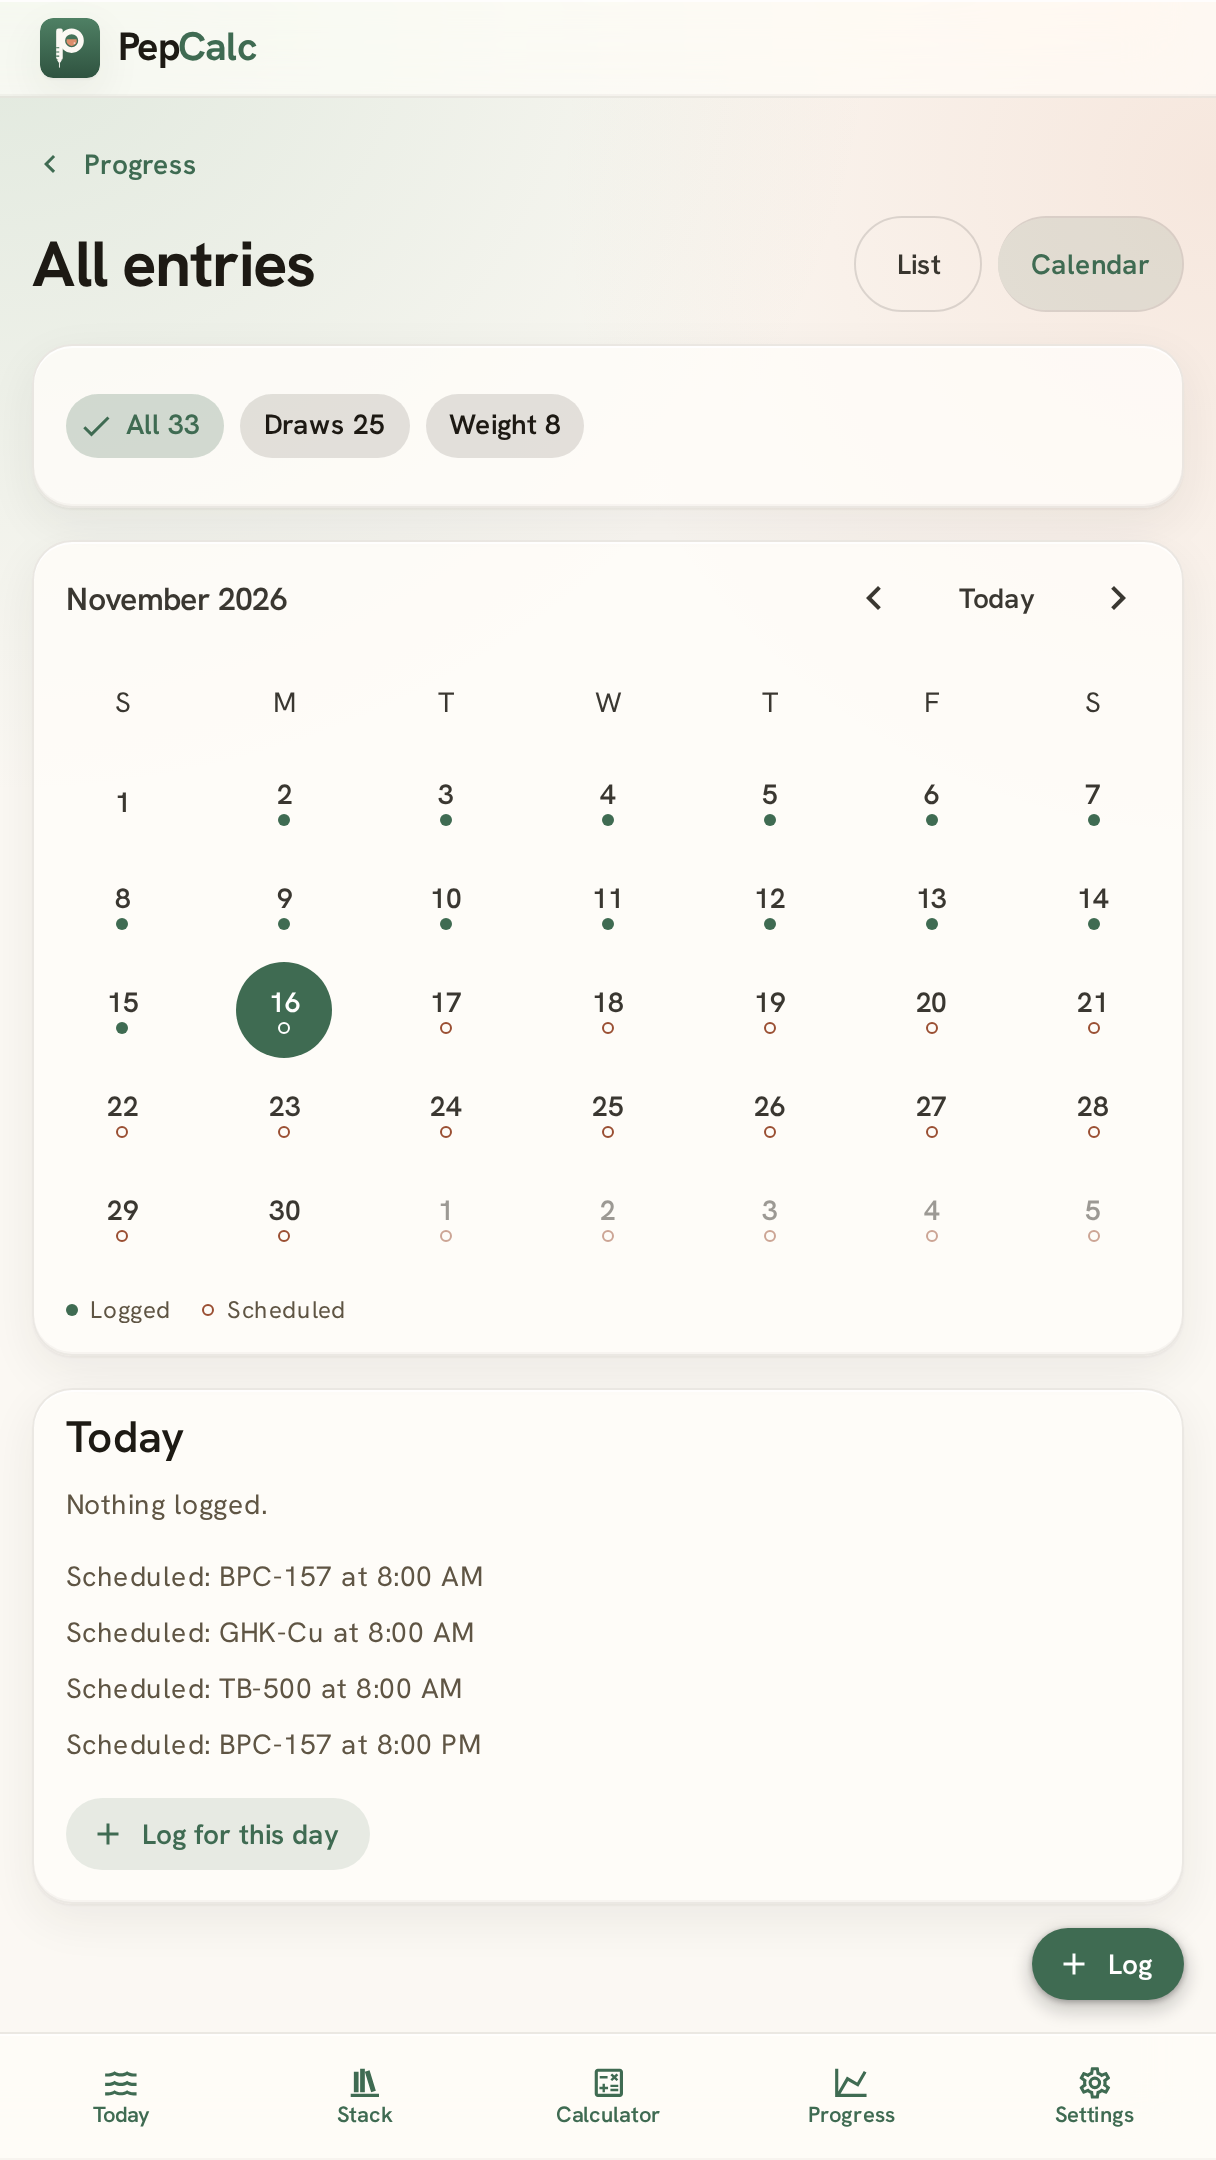 PepCalc
Progress
All entries
List
Calendar
All 33
Draws 25
Weight 8
November 2026
Today
S M T W T F S
1 2 3 4 5 6 7
8 9 10 11 12 13 14
15 16 17 18 19 20 21
22 23 24 25 26 27 28
29 30 1 2 3 4 5
Logged
Scheduled
Today
Nothing logged.
Scheduled: BPC-157 at 8:00 AM
Scheduled: GHK-Cu at 8:00 AM
Scheduled: TB-500 at 8:00 AM
Scheduled: BPC-157 at 8:00 PM
Log for this day
Log
Today
Stack
Calculator
Progress
Settings